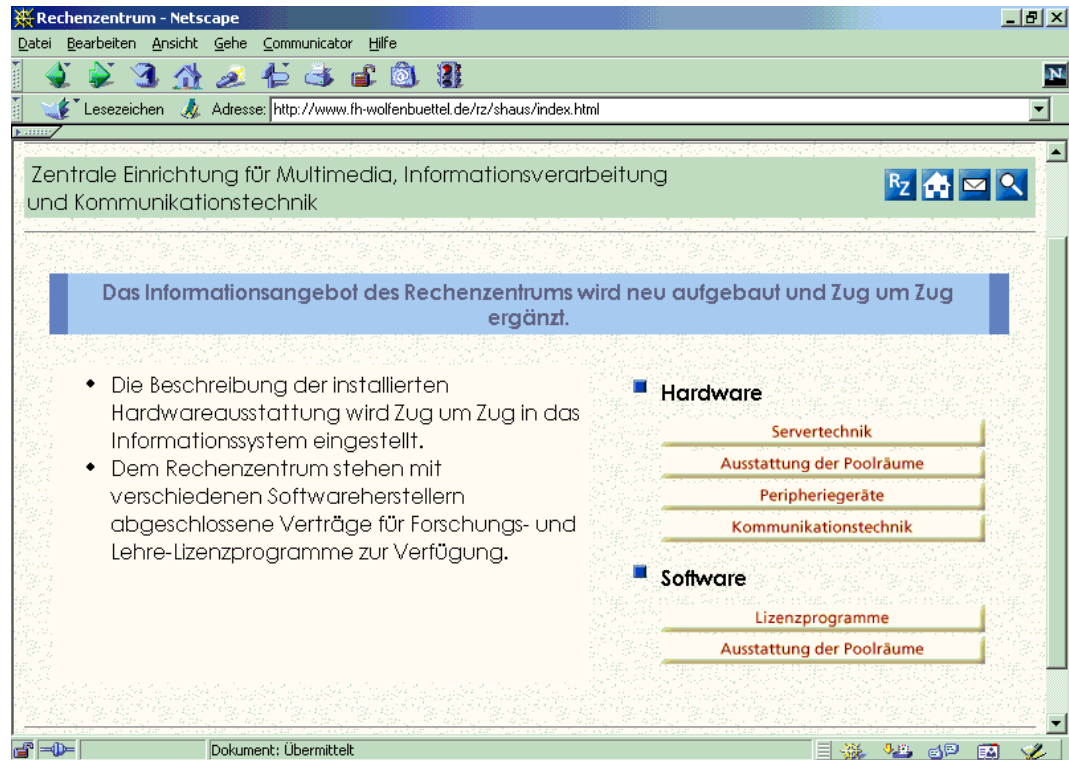 Rechenzentrum - Netscape
Datei Bearbeiten Ansicht Gehe Communicator Hilfe
N
Lesezeichen Adresse: http://www.fh-wolfenbuettel.de/rz/shaus/index.html
Zentrale Einrichtung für Multimedia, Informationsverarbeitung
und Kommunikationstechnik
RZ
Das Informationsangebot des Rechenzentrums wird neu aufgebaut und Zug um Zug
ergänzt.
Die Beschreibung der installierten
Hardwareausstattung wird Zug um Zug in das
Informationssystem eingestellt.
Dem Rechenzentrum stehen mit
verschiedenen Softwareherstellern
abgeschlossene Verträge für Forschungs- und
Lehre-Lizenzprogramme zur Verfügung.
Hardware
Servertechnik
Ausstattung der Poolräume
Peripheriegeräte
Kommunikationstechnik
Software
Lizenzprogramme
Ausstattung der Poolräume
Dokument: Übermittelt